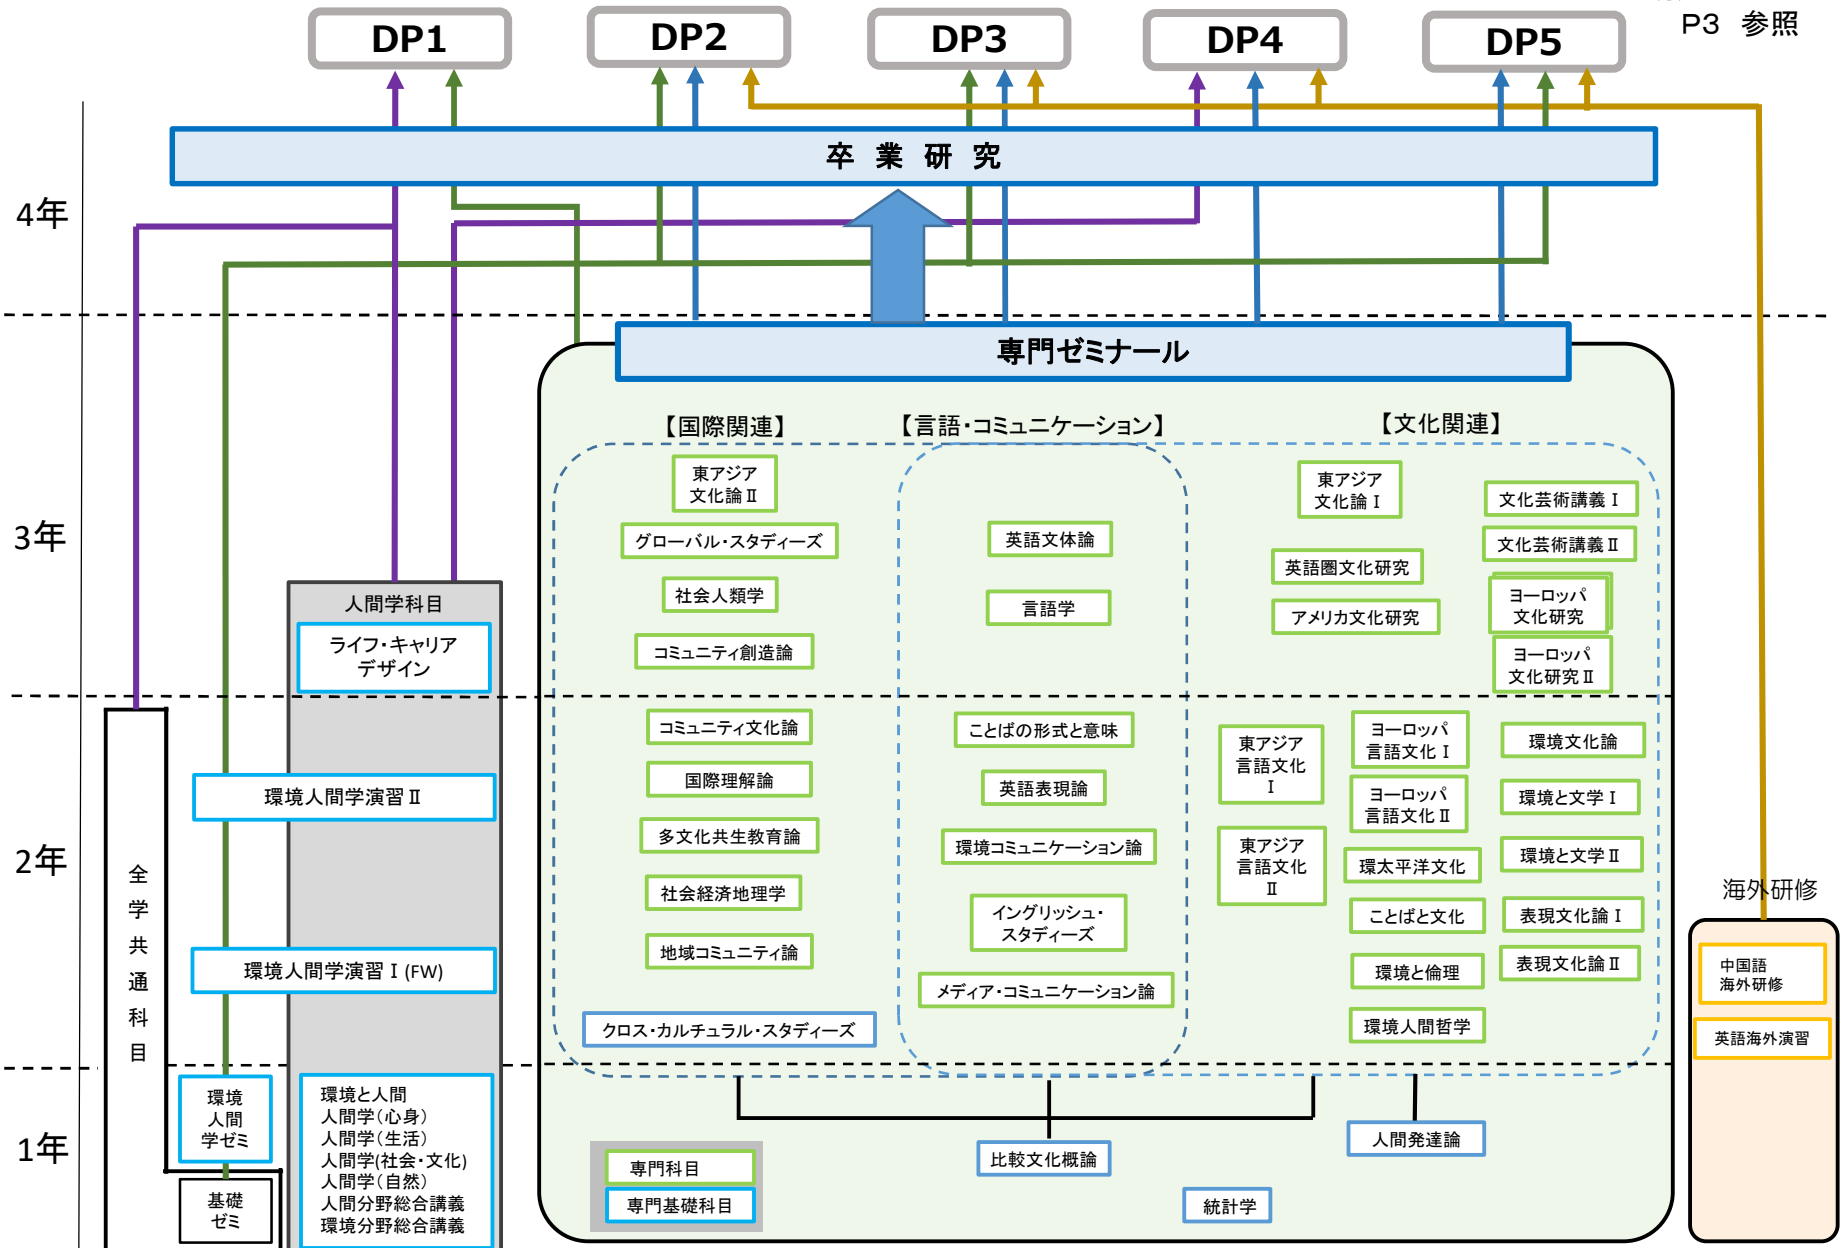 P3 参照
DP1
DP2
DP3
DP4
DP5
卒 業 研 究
4年
専門ゼミナール
【国際関連】
【言語・コミュニケーション】
【文化関連】
3年
東アジア
文化論Ⅱ
グローバル・スタディーズ
社会人類学
コミュニティ創造論
英語文体論
言語学
東アジア
文化論Ⅰ
英語圏文化研究
アメリカ文化研究
文化芸術講義Ⅰ
文化芸術講義Ⅱ
ヨーロッパ
文化研究
ヨーロッパ
文化研究Ⅱ
人間学科目
ライフ・キャリア
デザイン
2年
コミュニティ文化論
国際理解論
多文化共生教育論
社会経済地理学
地域コミュニティ論
クロス・カルチュラル・スタディーズ
ことばの形式と意味
英語表現論
環境コミュニケーション論
イングリッシュ・
スタディーズ
メディア・コミュニケーション論
東アジア
言語文化
Ⅰ
東アジア
言語文化
Ⅱ
ヨーロッパ
言語文化Ⅰ
ヨーロッパ
言語文化Ⅱ
環太平洋文化
ことばと文化
環境と倫理
環境人間哲学
環境文化論
環境と文学Ⅰ
環境と文学Ⅱ
表現文化論Ⅰ
表現文化論Ⅱ
環境人間学演習Ⅱ
環境人間学演習Ⅰ(FW)
全
学
共
通
科
目
海外研修
中国語
海外研修
英語海外演習
1年
環境
人間
学ゼミ
基礎
ゼミ
環境と人間
人間学(心身)
人間学(生活)
人間学(社会・文化)
人間学(自然)
人間分野総合講義
環境分野総合講義
専門科目
専門基礎科目
比較文化概論
人間発達論
統計学